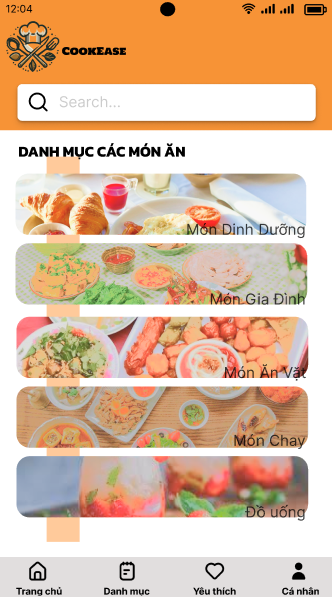 12:04
CookEase
Search...
DANH MỤC CÁC MÓN ĂN
Món Dinh Dưỡng
Món Gia Đình
Món Ăn Vặt
Món Chay
Đồ uống
Trang chủ Danh mục Yêu thích Cá nhân